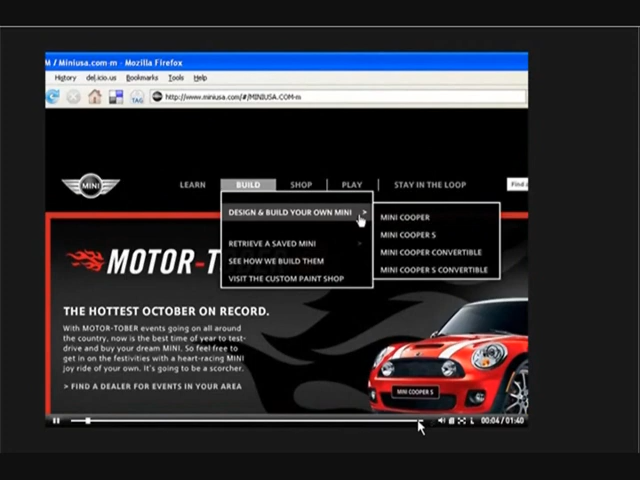 M / Miniusa.com-m - Mozilla Firefox
History del.icio.us Bookmarks Tools Help
TAG http://www.miniusa.com/#/MINIUSA.COM-m
MINI LEARN BUILD SHOP PLAY STAY IN THE LOOP Find a
DESIGN & BUILD YOUR OWN MINI
RETRIEVE A SAVED MINI
SEE HOW WE BUILD THEM
VISIT THE CUSTOM PAINT SHOP
MINI COOPER
MINI COOPER S
MINI COOPER CONVERTIBLE
MINI COOPER S CONVERTIBLE
MOTOR-T
THE HOTTEST OCTOBER ON RECORD.
With MOTOR-TOBER events going on all around
the country, now is the best time of year to test-
drive and buy your dream MINI. So feel free to
get in on the festivities with a heart-racing MINI
joy ride of your own. It's going to be a scorcher.
> FIND A DEALER FOR EVENTS IN YOUR AREA
MINI COOPER S
L 00:04 / 01:40